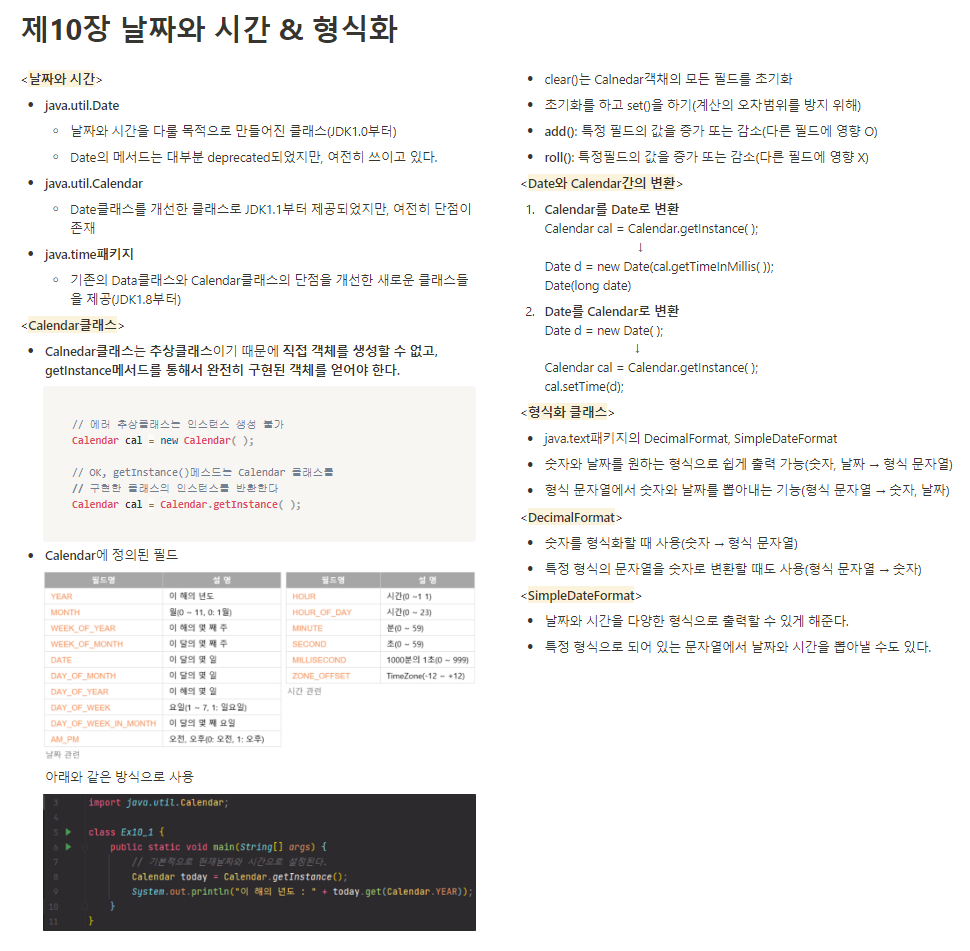 제10장 날짜와 시간 & 형식화
<날짜와 시간>
• java.util.Date
◦ 날짜와 시간을 다룰 목적으로 만들어진 클래스(JDK1.0부터)
◦ Date의 메서드는 대부분 deprecated되었지만, 여전히 쓰이고 있다.
• java.util.Calendar
◦ Date클래스를 개선한 클래스로 JDK1.1부터 제공되었지만, 여전히 단점이
존재
• java.time패키지
◦ 기존의 Data클래스와 Calendar클래스의 단점을 개선한 새로운 클래스들
을 제공(JDK1.8부터)
<Calendar클래스>
• Calnedar클래스는 추상클래스이기 때문에 직접 객체를 생성할 수 없고,
getInstance메서드를 통해서 완전히 구현된 객체를 얻어야 한다.
// 에러 추상클래스는 인스턴스 생성 불가
Calendar cal = new Calendar( );
// OK, getInstance()메스드는 Calendar 클래스를
// 구현한 클래스의 인스턴스를 반환한다
Calendar cal = Calendar.getInstance( );
• Calendar에 정의된 필드
필드명 설 명
YEAR 이 해의 년도
MONTH 월(0 ~ 11, 0: 1월)
WEEK_OF_YEAR 이 해의 몇 째 주
WEEK_OF_MONTH 이 달의 몇 째 주
DATE 이 달의 몇 일
DAY_OF_MONTH 이 달의 몇 일
DAY_OF_YEAR 이 해의 몇 일
DAY_OF_WEEK 요일(1 ~ 7, 1: 일요일)
DAY_OF_WEEK_IN_MONTH 이 달의 몇 째 요일
AM_PM 오전, 오후(0: 오전, 1: 오후)
날짜 관련
필드명 설 명
HOUR 시간(0 ~1 1)
HOUR_OF_DAY 시간(0 ~ 23)
MINUTE 분(0 ~ 59)
SECOND 초(0 ~ 59)
MILLISECOND 1000분의 1초(0 ~ 999)
ZONE_OFFSET TimeZone(-12 ~ +12)
시간 관련
아래와 같은 방식으로 사용
3 import java.util.Calendar;
4
5 class Ex10_1 {
6 public static void main(String[] args) {
7 // 기본적으로 현재날짜와 시간으로 설정된다.
8 Calendar today = Calendar.getInstance();
9 System.out.println("이 해의 년도 : " + today.get(Calendar.YEAR));
10 }
11 }
• clear()는 Calnedar객채의 모든 필드를 초기화
• 초기화를 하고 set()을 하기(계산의 오차범위를 방지 위해)
• add(): 특정 필드의 값을 증가 또는 감소(다른 필드에 영향 O)
• roll(): 특정필드의 값을 증가 또는 감소(다른 필드에 영향 X)
<Date와 Calendar간의 변환>
1. Calendar를 Date로 변환
Calendar cal = Calendar.getInstance( );
↓
Date d = new Date(cal.getTimeInMillis( ));
Date(long date)
2. Date를 Calendar로 변환
Date d = new Date( );
↓
Calendar cal = Calendar.getInstance( );
cal.setTime(d);
<형식화 클래스>
• java.text패키지의 DecimalFormat, SimpleDateFormat
• 숫자와 날짜를 원하는 형식으로 쉽게 출력 가능(숫자, 날짜 → 형식 문자열)
• 형식 문자열에서 숫자와 날짜를 뽑아내는 기능(형식 문자열 → 숫자, 날짜)
<DecimalFormat>
• 숫자를 형식화할 때 사용(숫자 → 형식 문자열)
• 특정 형식의 문자열을 숫자로 변환할 때도 사용(형식 문자열 → 숫자)
<SimpleDateFormat>
• 날짜와 시간을 다양한 형식으로 출력할 수 있게 해준다.
• 특정 형식으로 되어 있는 문자열에서 날짜와 시간을 뽑아낼 수도 있다.